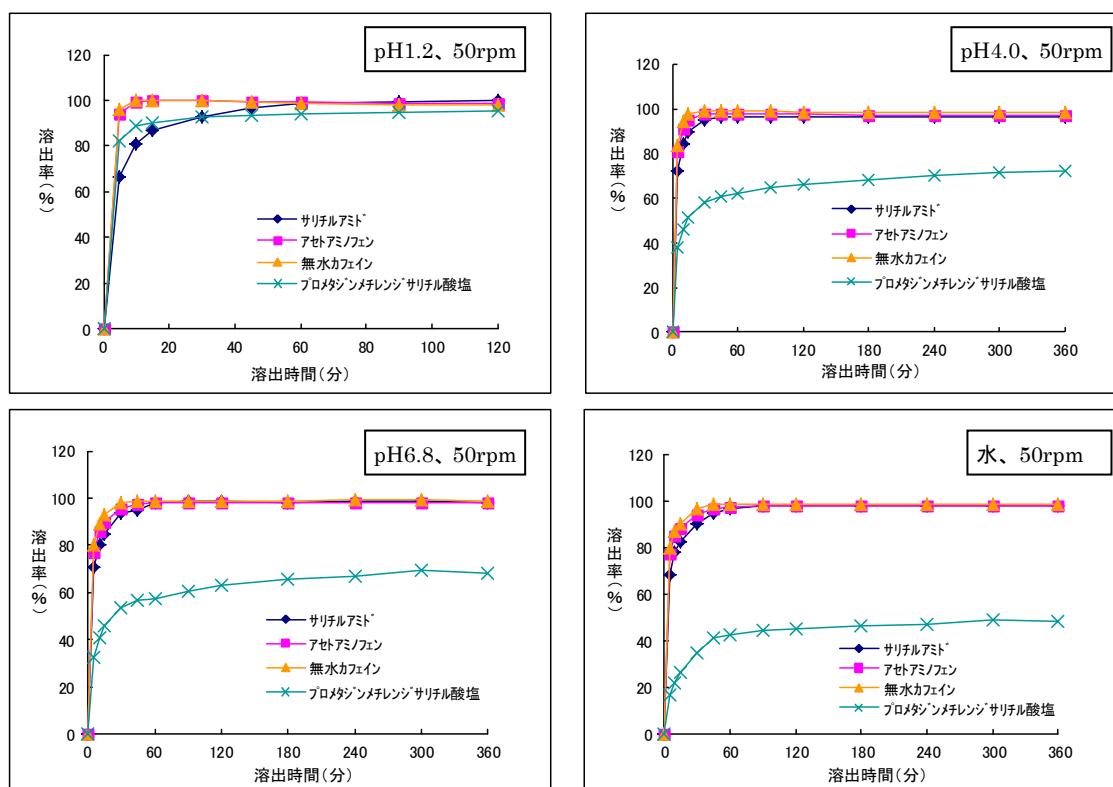 pH1.2、50rpm
120
100
80
60
40
20
0
溶出率(%)
サリチルアミド
アセトアミノフェン
無水カフェイン
プロメタジンメチレンジサリチル酸塩
0 20 40 60 80 100 120
溶出時間(分)
pH4.0、50rpm
120
100
80
60
40
20
0
溶出率(%)
サリチルアミド
アセトアミノフェン
無水カフェイン
プロメタジンメチレンジサリチル酸塩
0 60 120 180 240 300 360
溶出時間(分)
pH6.8、50rpm
120
100
80
60
40
20
0
溶出率(%)
サリチルアミド
アセトアミノフェン
無水カフェイン
プロメタジンメチレンジサリチル酸塩
0 60 120 180 240 300 360
溶出時間(分)
水、50rpm
120
100
80
60
40
20
0
溶出率(%)
サリチルアミド
アセトアミノフェン
無水カフェイン
プロメタジンメチレンジサリチル酸塩
0 60 120 180 240 300 360
溶出時間(分)